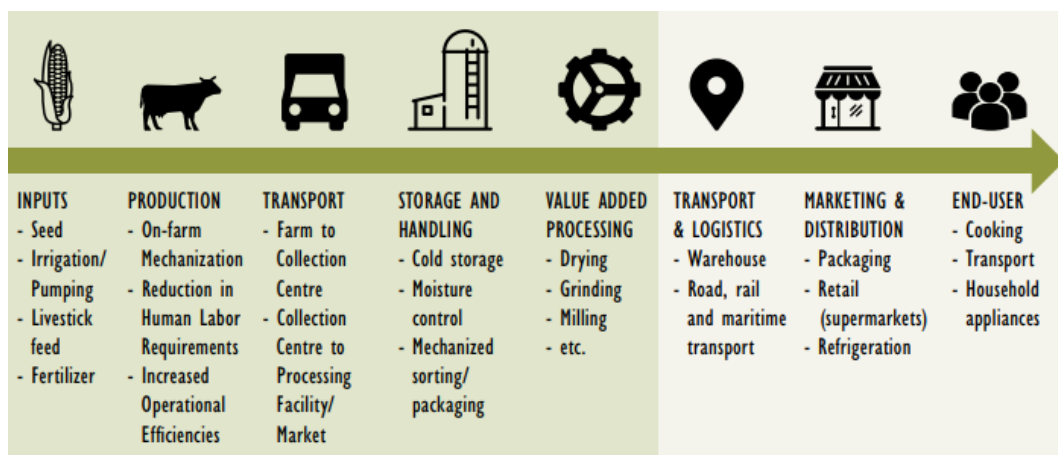 INPUTS
- Seed
- Irrigation/
Pumping
- Livestick
feed
- Fertilizer
PRODUCTION
- On-farm
Mechanization
- Reduction in
Human Labor
Requirements
- Increased
Operational
Efficiencies
TRANSPORT
- Farm to
Collection
Centre
- Collection
Centre to
Processing
Facility/
Market
STORAGE AND
HANDLING
- Cold storage
- Moisture
control
- Mechanized
sorting/
packaging
VALUE ADDED
PROCESSING
- Drying
- Grinding
- Milling
- etc.
TRANSPORT
& LOGISTICS
- Warehouse
- Road, rail
and maritime
transport
MARKETING &
DISTRIBUTION
- Packaging
- Retail
(supermarkets)
- Refrigeration
END-USER
- Cooking
- Transport
- Household
appliances